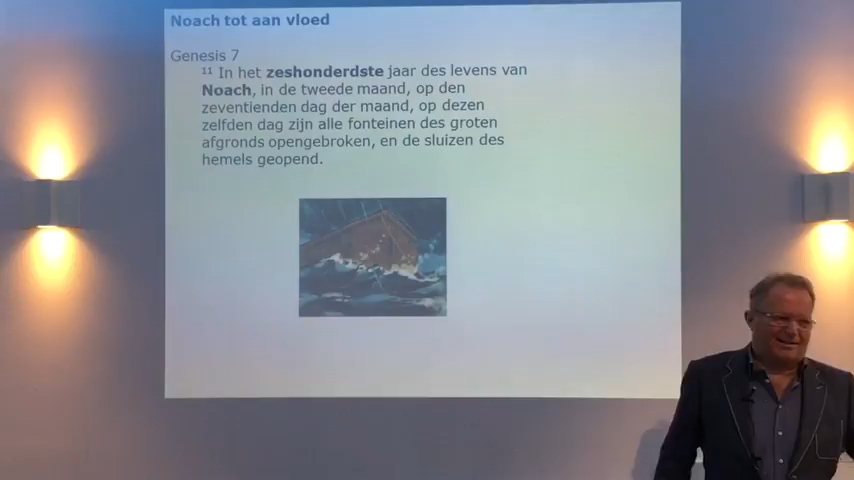 Noach tot aan vloed
Genesis 7
11 In het zeshonderdste jaar des levens van
Noach, in de tweede maand, op den
zeventienden dag der maand, op dezen
zelfden dag zijn alle fonteinen des groten
afgronds opengebroken, en de sluizen des
hemels geopend.